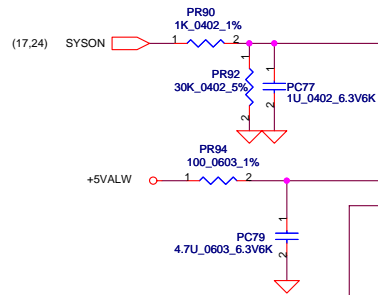 PR90
1K_0402_1%
(17,24) SYSON 1 2
PR92
30K_0402_5%
1
2
1
2
PC77
1U_0402_6.3V6K
PR94
100_0603_1%
+5VALW 1 2
PC79
4.7U_0603_6.3V6K
1
2